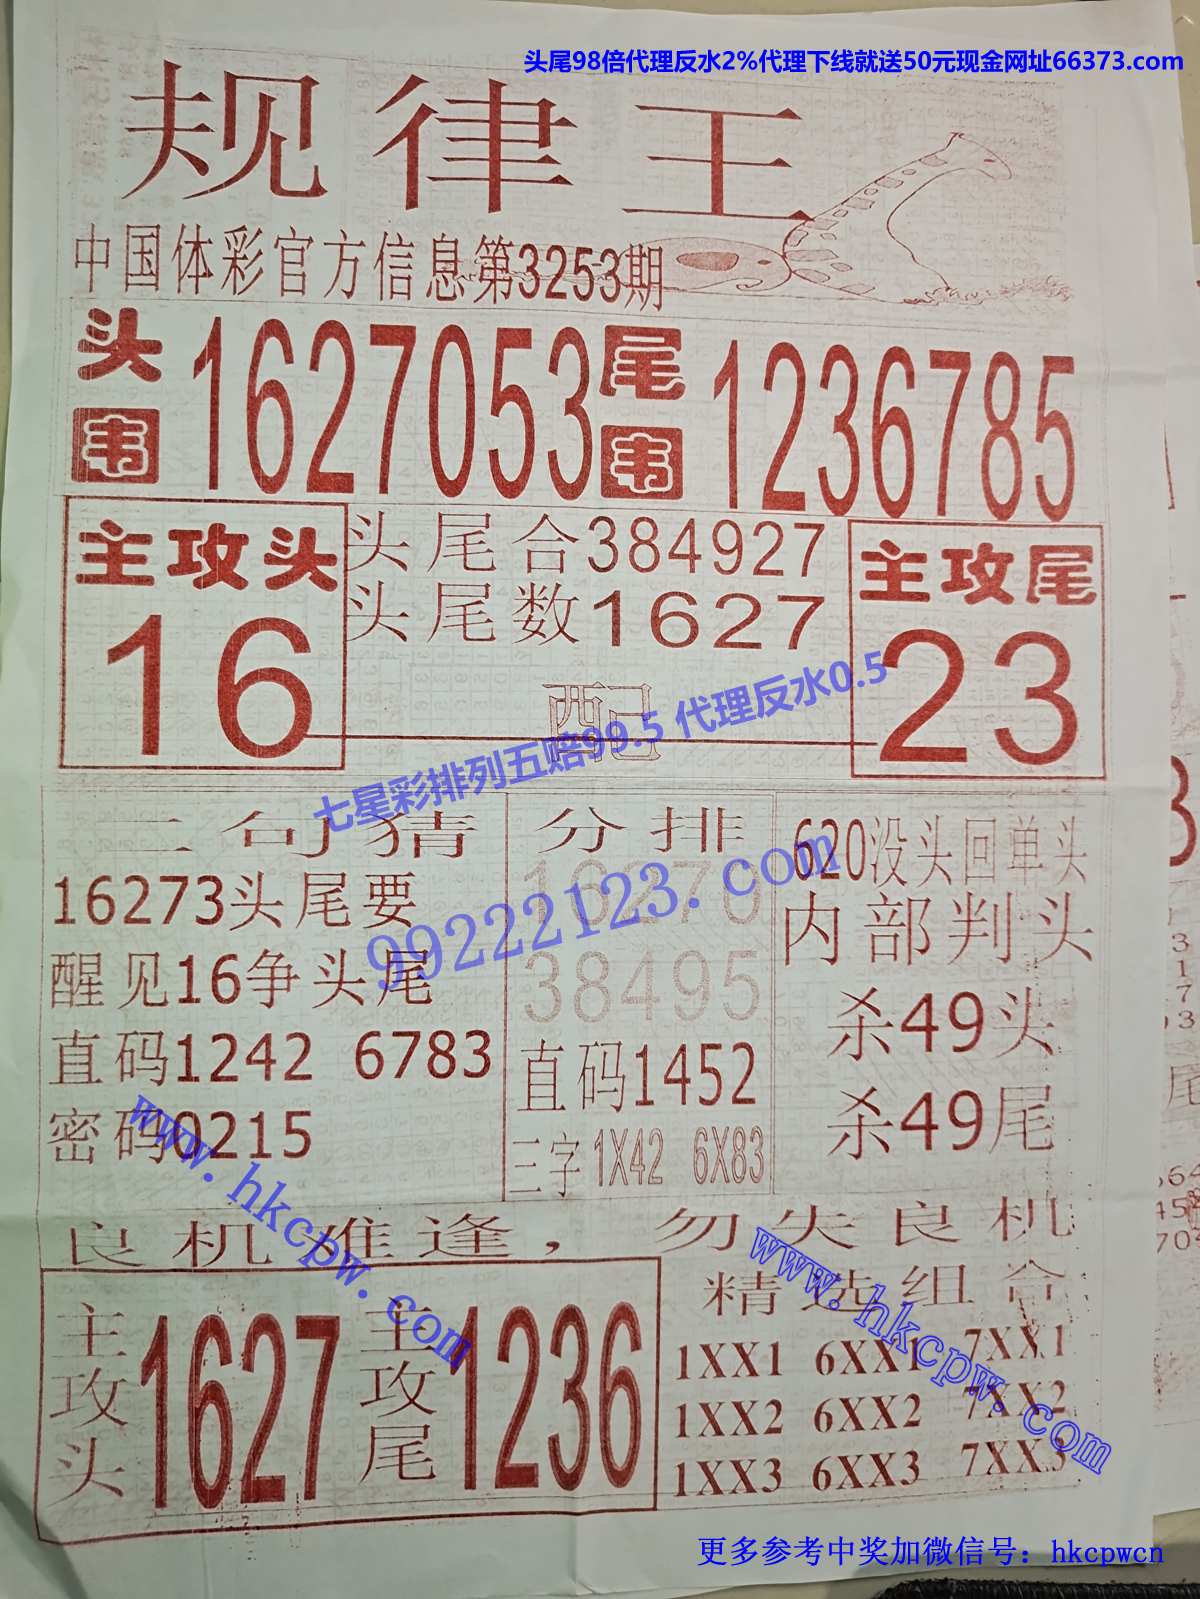 头尾98倍代理反水2%代理下线就送50元现金网址66373.com
规律王
中国体彩官方信息第3253期
头围 1627053 尾围 1236785
主攻头
16
头尾合384927
头尾数1627
配
主攻尾
23
七星彩排列五赔99.5 代理反水0.5
99222123.com
三句猜
16273头尾要
醒见16争头尾
直码1242 6783
密码0215
分排
16270
38495
直码1452
三字 1X42 6X83
620没头回单头
内部判头
杀49头
杀49尾
www.hkcpw.com
良机难逢，勿失良机
主攻头 1627 主攻尾 1236
精选组合
1XX1 6XX1 7XX1
1XX2 6XX2 7XX2
1XX3 6XX3 7XX3
www.hkcpw.com
更多参考中奖加微信号：hkcpwcn